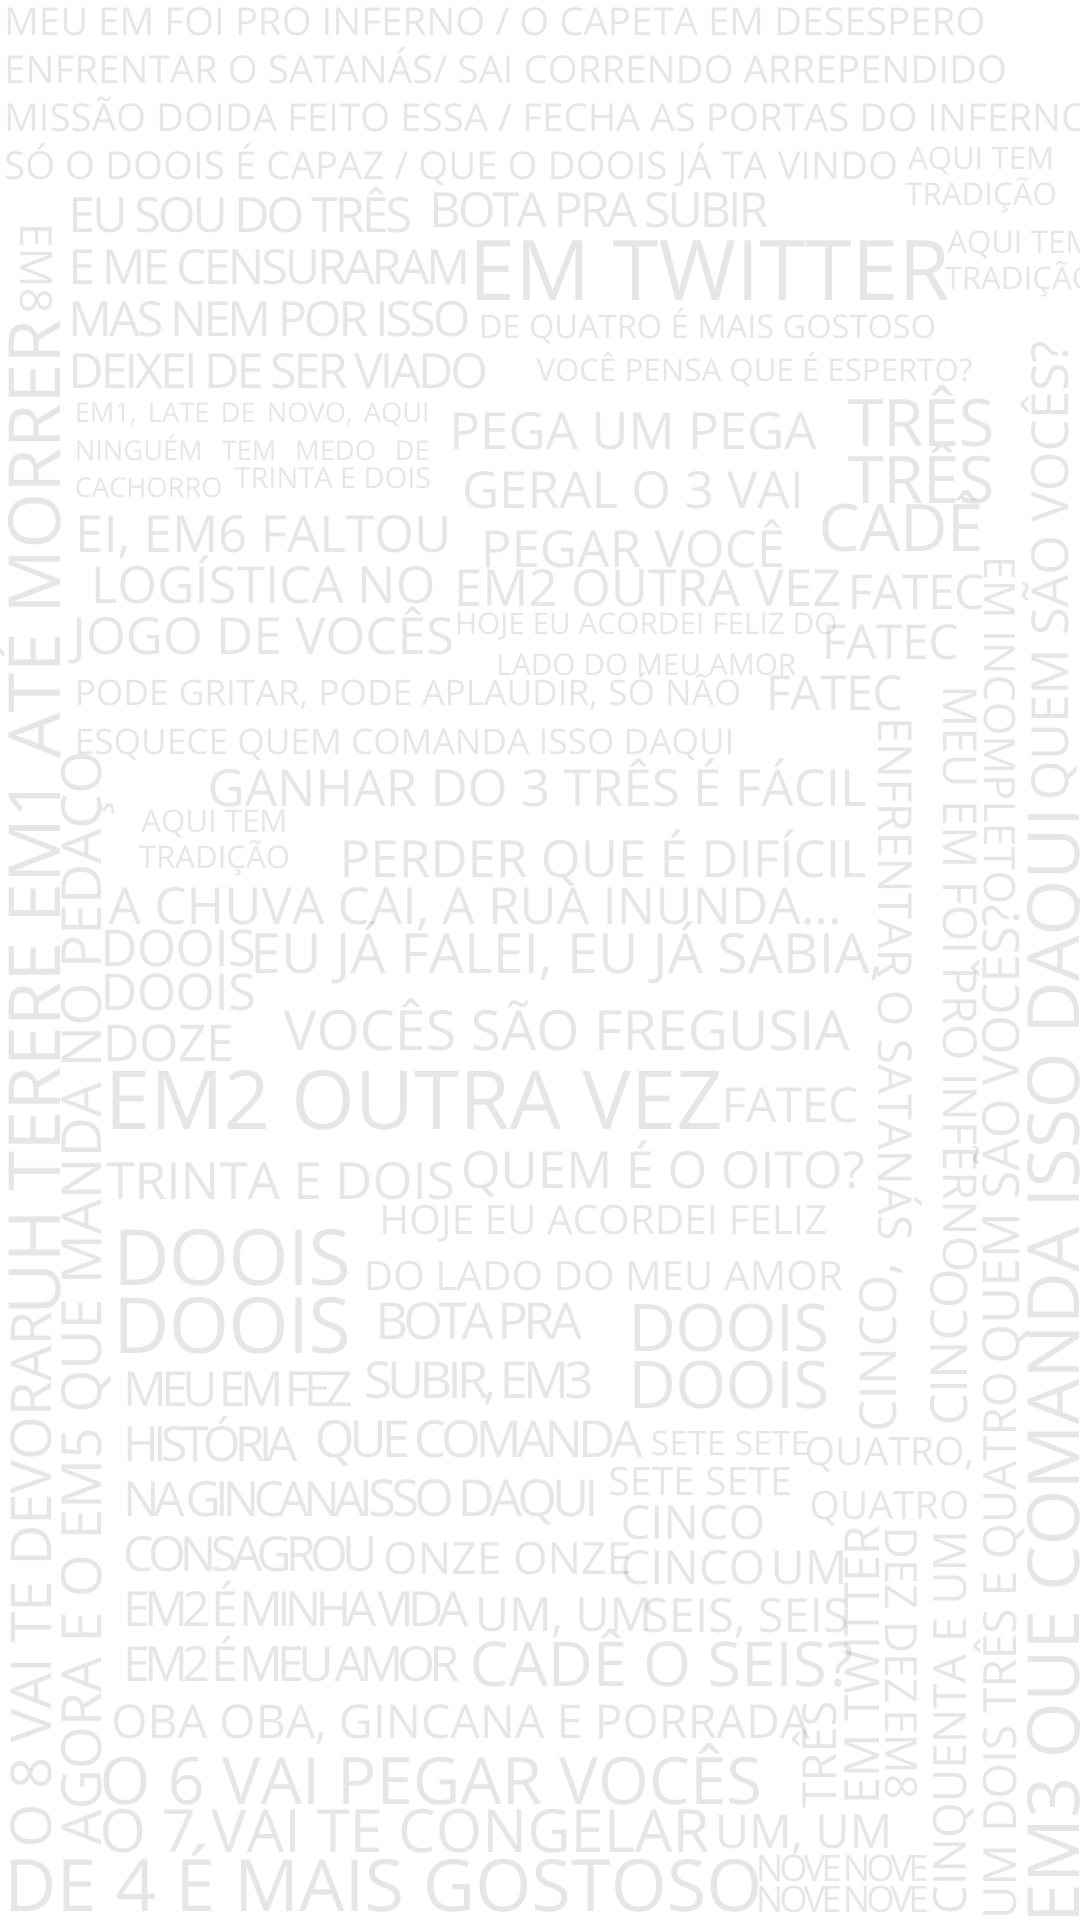 MEU EM FOI PRO INFERNO / O CAPETA EM DESESPERO
ENFRENTAR O SATANÁS/ SAI CORRENDO ARREPENDIDO
MISSÃO DOIDA FEITO ESSA / FECHA AS PORTAS DO INFERNO
SÓ O DOOIS É CAPAZ / QUE O DOOIS JÁ TA VINDO
AQUI TEM
TRADIÇÃO
EU SOU DO TRÊS
E ME CENSURARAM
MAS NEM POR ISSO
DEIXEI DE SER VIADO
BOTA PRA SUBIR
EM TWITTER
AQUI TEM
TRADIÇÃO
DE QUATRO É MAIS GOSTOSO
VOCÊ PENSA QUE É ESPERTO?
EM1, LATE DE NOVO, AQUI
NINGUÉM TEM MEDO DE
CACHORRO
TRINTA E DOIS
PEGA UM PEGA
GERAL O 3 VAI
PEGAR VOCÊ
TRÊS
TRÊS
CADÊ
EI, EM6 FALTOU
LOGÍSTICA NO
JOGO DE VOCÊS
EM2 OUTRA VEZ
FATEC
FATEC
FATEC
HOJE EU ACORDEI FELIZ DO
LADO DO MEU AMOR
PODE GRITAR, PODE APLAUDIR, SÓ NÃO
ESQUECE QUEM COMANDA ISSO DAQUI
GANHAR DO 3 TRÊS É FÁCIL
PERDER QUE É DIFÍCIL
AQUI TEM
TRADIÇÃO
A CHUVA CAI, A RUA INUNDA...
DOOIS
DOOIS
DOZE
EU JÁ FALEI, EU JÁ SABIA,
VOCÊS SÃO FREGUSIA
EM2 OUTRA VEZ
FATEC
TRINTA E DOIS
QUEM É O OITO?
HOJE EU ACORDEI FELIZ
DO LADO DO MEU AMOR
DOOIS
DOOIS
BOTA PRA
SUBIR, EM3
QUE COMANDA
ISSO DAQUI
DOOIS
DOOIS
MEU EM FEZ
HISTÓRIA
NA GINCANA
CONSAGROU
EM2 É MINHA VIDA
EM2 É MEU AMOR
SETE SETE
SETE SETE
QUATRO,
QUATRO
CINCO
CINCO
ONZE ONZE
UM
UM, UM
SEIS, SEIS
CADÊ O SEIS?
OBA OBA, GINCANA E PORRADA
O 6 VAI PEGAR VOCÊS
O 7 VAI TE CONGELAR
UM, UM
DE 4 É MAIS GOSTOSO
NOVE NOVE
NOVE NOVE
EM8
UH TERERE EM1 ATÉ MORRER
O 8 VAI TE DEVORAR
AGORA E O EM5 QUE MANDA NO PEDAÇO
ENFRENTAR O SATANÁS
MEU EM FOI PRO INFERNO
EM INCOMPLETO?
QUEM SÃO VOCÊS?
QUEM SÃO VOCÊS?
CINCO,
CINCO
TRÊS
EM TWITTER
DEZ DEZ EM8
CINQUENTA E UM
UM DOIS TRÊS E QUATRO
EM3 QUE COMANDA ISSO DAQUI